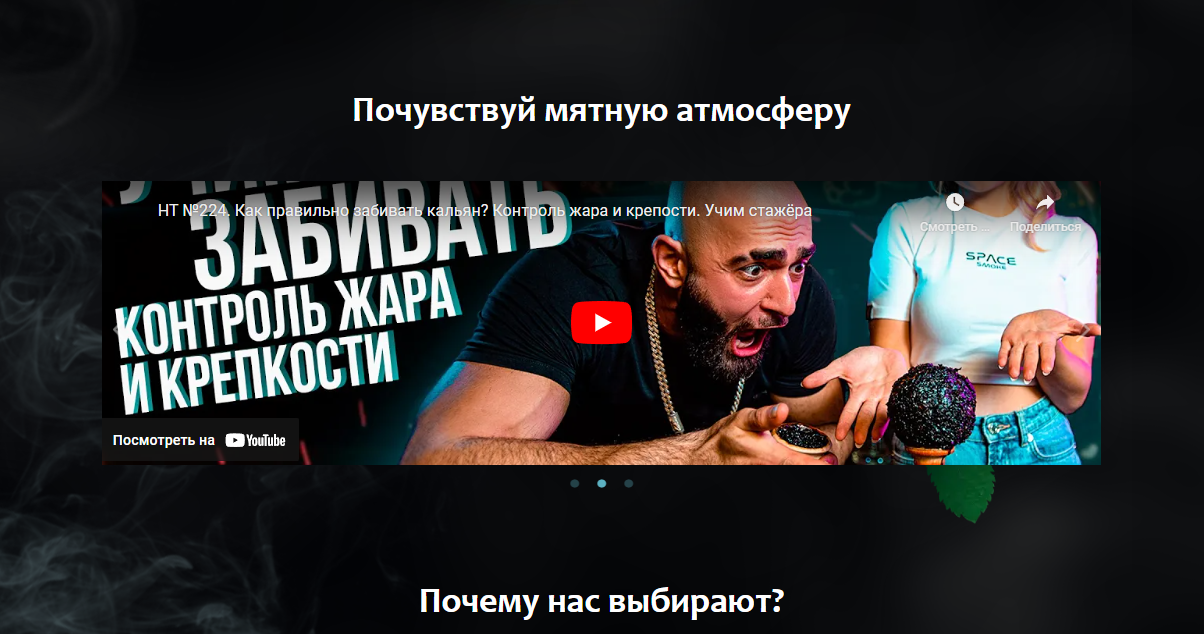 Почувствуй мятную атмосферу
НТ №224. Как правильно забивать кальян? Контроль жара и крепости. Учим стажёра
Смотреть ...
Поделиться
ЗАБИВАТЬ
КОНТРОЛЬ ЖАРА
И КРЕПКОСТИ
SPACE
SMOKE
Посмотреть на YouTube
Почему нас выбирают?